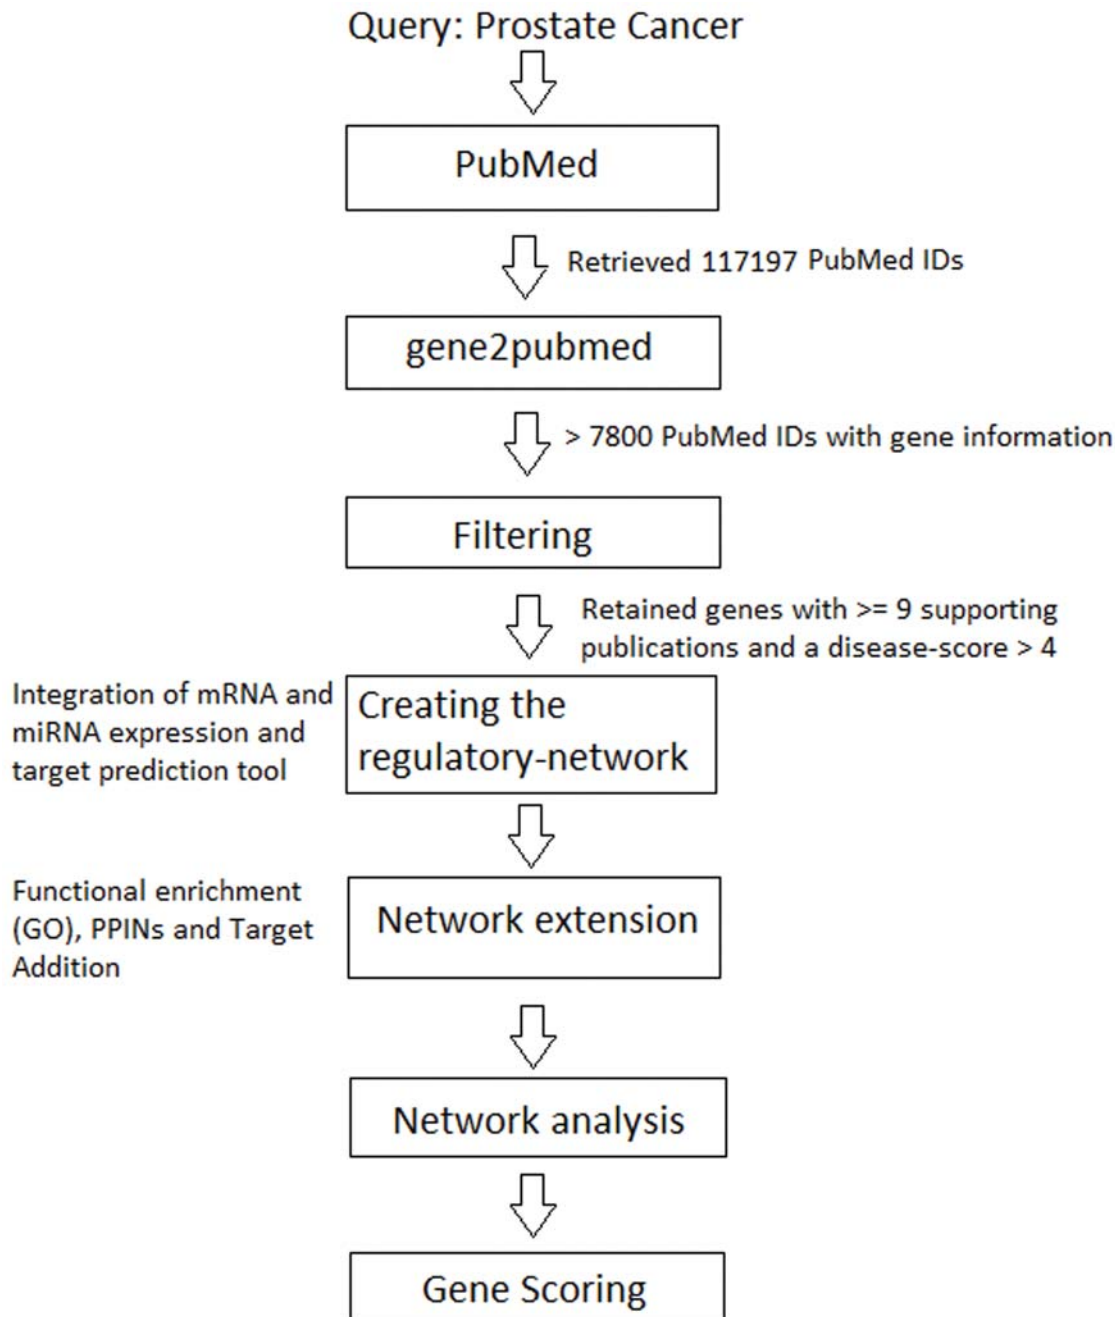 Query: Prostate Cancer
PubMed
Retrieved 117197 PubMed IDs
gene2pubmed
> 7800 PubMed IDs with gene information
Filtering
Retained genes with >= 9 supporting
publications and a disease-score > 4
Integration of mRNA and
miRNA expression and
target prediction tool
Creating the
regulatory-network
Functional enrichment
(GO), PPINs and Target
Addition
Network extension
Network analysis
Gene Scoring